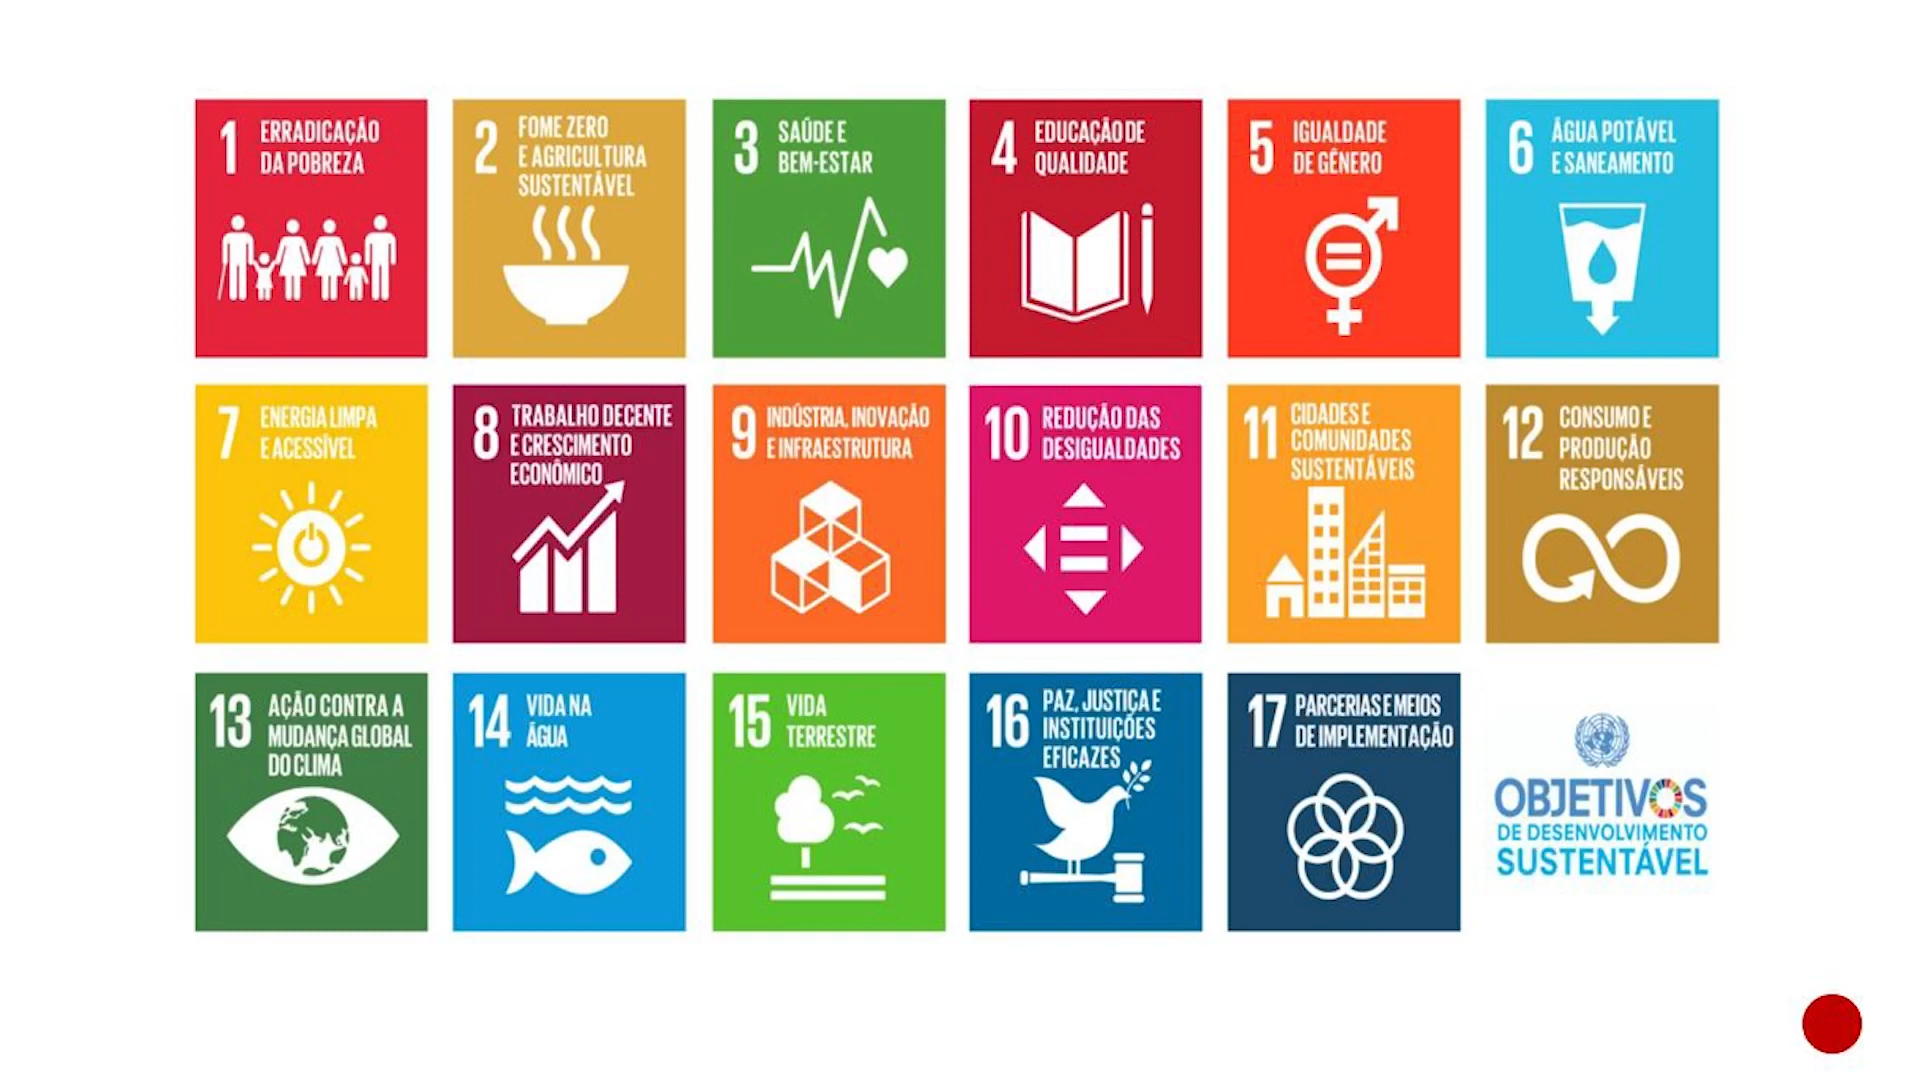 1 ERRADICAÇÃO
DA POBREZA
2 FOME ZERO
E AGRICULTURA
SUSTENTÁVEL
3 SAÚDE E
BEM-ESTAR
4 EDUCAÇÃO DE
QUALIDADE
5 IGUALDADE
DE GÊNERO
6 ÁGUA POTÁVEL
E SANEAMENTO
7 ENERGIA LIMPA
E ACESSÍVEL
8 TRABALHO DECENTE
E CRESCIMENTO
ECONÔMICO
9 INDÚSTRIA, INOVAÇÃO
E INFRAESTRUTURA
10 REDUÇÃO DAS
DESIGUALDADES
11 CIDADES E
COMUNIDADES
SUSTENTÁVEIS
12 CONSUMO E
PRODUÇÃO
RESPONSÁVEIS
13 AÇÃO CONTRA A
MUDANÇA GLOBAL
DO CLIMA
14 VIDA NA
ÁGUA
15 VIDA
TERRESTRE
16 PAZ, JUSTIÇA E
INSTITUIÇÕES
EFICAZES
17 PARCERIAS E MEIOS
DE IMPLEMENTAÇÃO
OBJETIVOS
DE DESENVOLVIMENTO
SUSTENTÁVEL